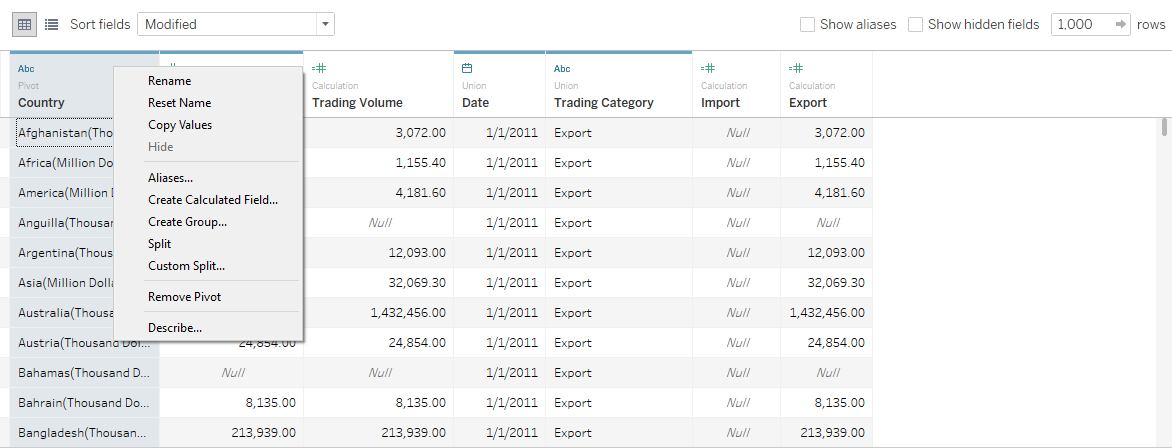 Sort fields Modified Show aliases Show hidden fields 1,000 rows
Abc Abc
Pivot Calculation Union Union Calculation Calculation
Country Trading Volume Date Trading Category Import Export
Rename
Reset Name
Copy Values
Hide
Aliases...
Create Calculated Field...
Create Group...
Split
Custom Split...
Remove Pivot
Describe...
Afghanistan(Tho 3,072.00 1/1/2011 Export Null 3,072.00
Africa(Million Do 1,155.40 1/1/2011 Export Null 1,155.40
America(Million 4,181.60 1/1/2011 Export Null 4,181.60
Anguilla(Thousa Null 1/1/2011 Export Null Null
Argentina(Thous 12,093.00 1/1/2011 Export Null 12,093.00
Asia(Million Dolla 32,069.30 1/1/2011 Export Null 32,069.30
Australia(Thousa 1,432,456.00 1/1/2011 Export Null 1,432,456.00
Austria(Thousand Dol... 24,854.00 24,854.00 1/1/2011 Export Null 24,854.00
Bahamas(Thousand D... Null Null 1/1/2011 Export Null Null
Bahrain(Thousand Do... 8,135.00 8,135.00 1/1/2011 Export Null 8,135.00
Bangladesh(Thousan... 213,939.00 213,939.00 1/1/2011 Export Null 213,939.00